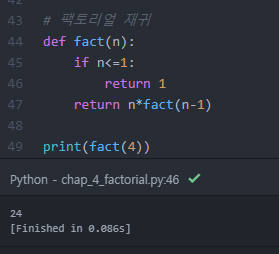 42
43 # 팩토리얼 재귀
44 def fact(n):
45     if n<=1:
46         return 1
47     return n*fact(n-1)
48
49 print(fact(4))
Python - chap_4_factorial.py:46 ✓
24
[Finished in 0.086s]